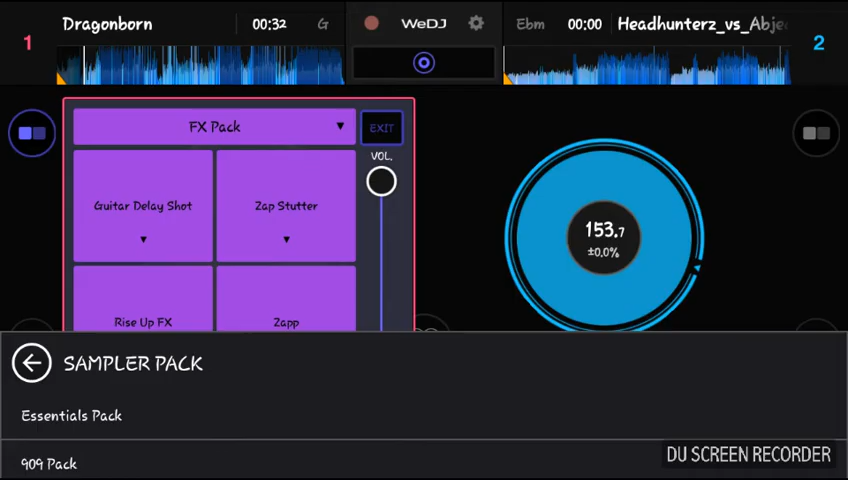 1
Dragonborn
00:32
G
WeDJ
Ebm
00:00
Headhunterz_vs_Abje
2
FX Pack
EXIT
VOL.
Guitar Delay Shot
Zap Stutter
Rise Up FX
Zapp
153.7
±0,0%
SAMPLER PACK
Essentials Pack
909 Pack
DU SCREEN RECORDER